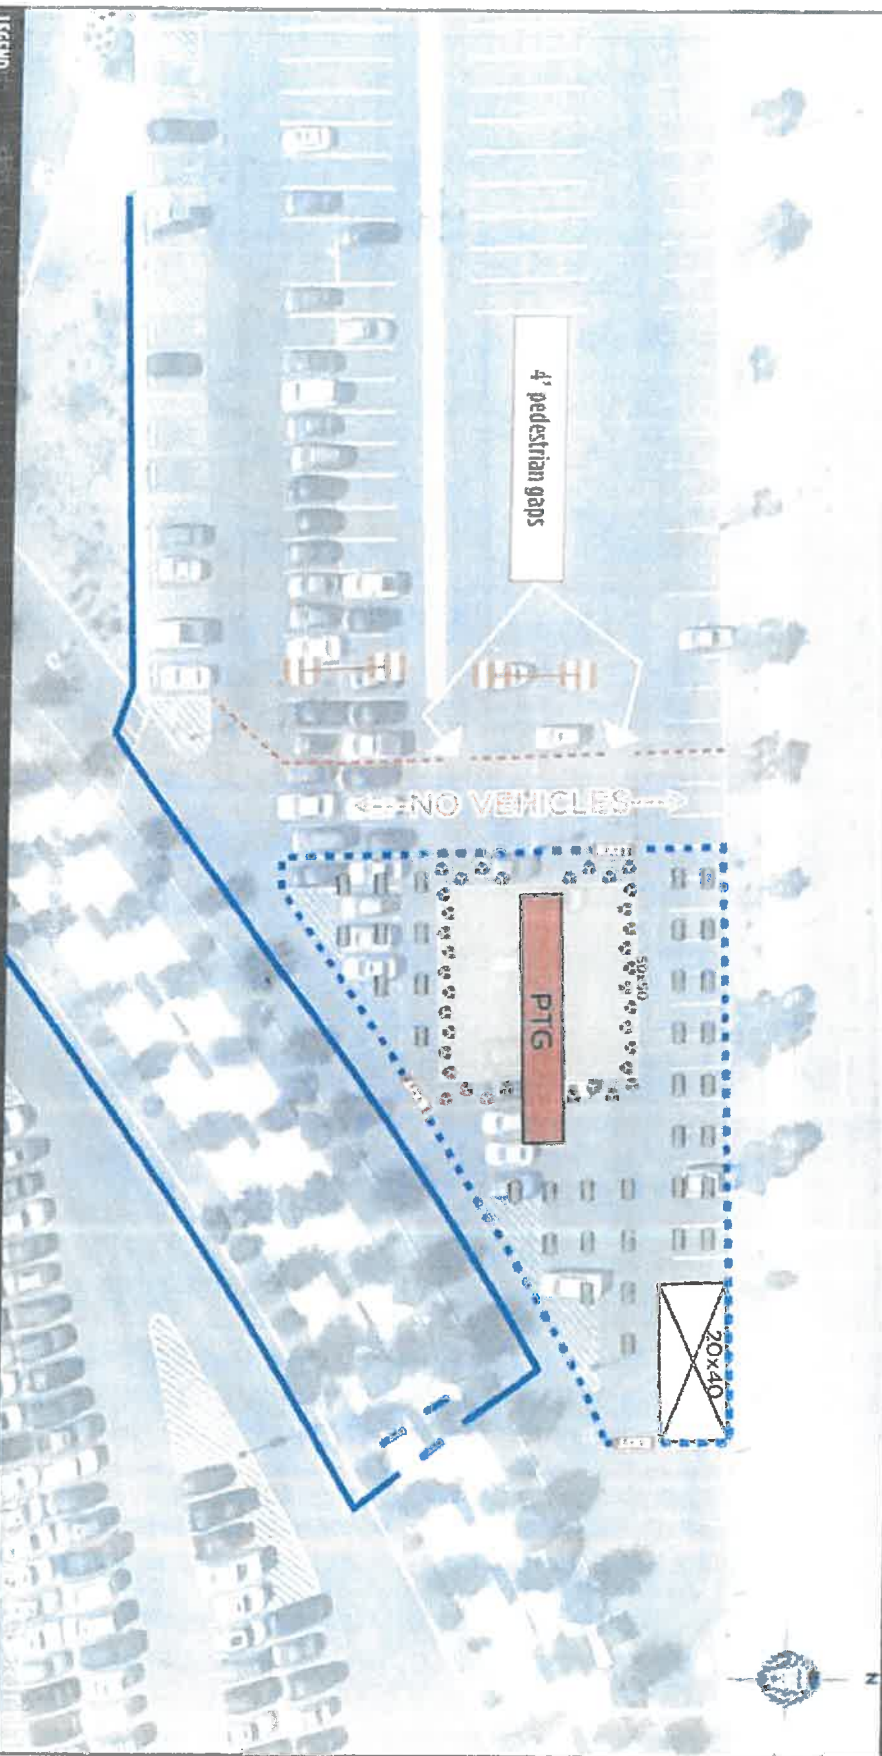 LEGEND
4' pedestrian gaps
<---NO VEHICLES--->
50x50
PTG
20x40
N